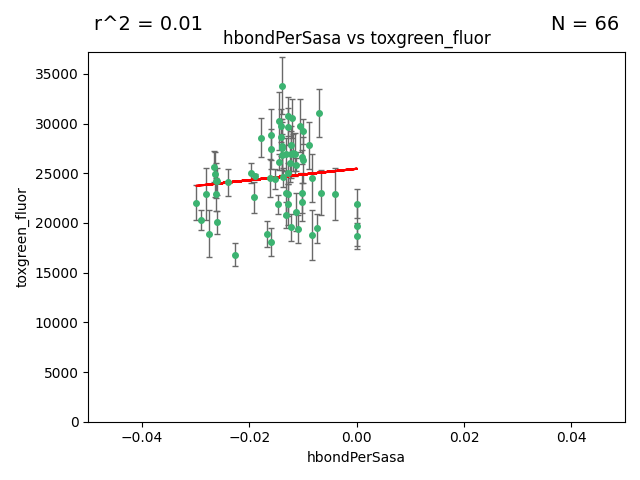 r^2 = 0.01
N = 66
hbondPerSasa vs toxgreen_fluor
35000
30000
25000
20000
15000
10000
5000
0
toxgreen_fluor
−0.04
−0.02
0.00
0.02
0.04
hbondPerSasa